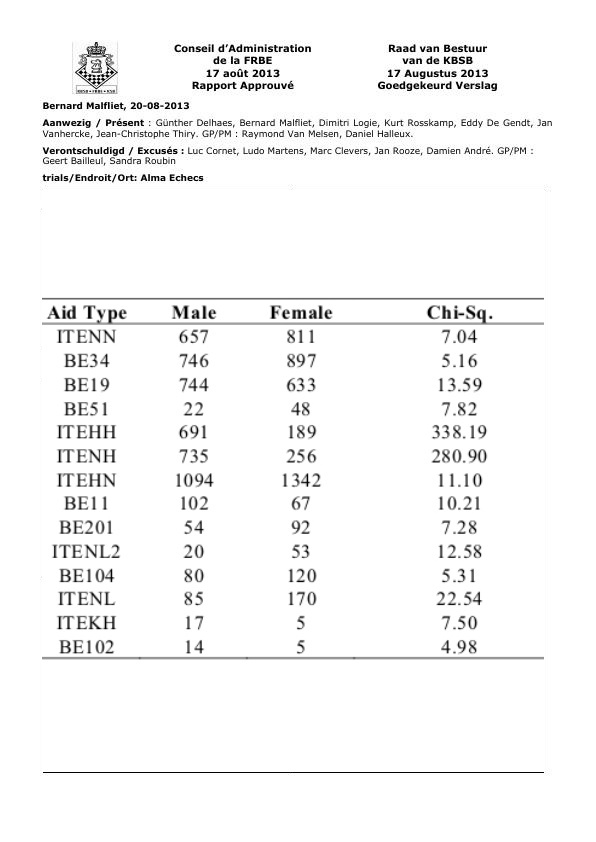 Conseil d’Administration
de la FRBE
17 août 2013
Rapport Approuvé
Raad van Bestuur
van de KBSB
17 Augustus 2013
Goedgekeurd Verslag
Bernard Malfliet, 20-08-2013
Aanwezig / Présent : Günther Delhaes, Bernard Malfliet, Dimitri Logie, Kurt Rosskamp, Eddy De Gendt, Jan
Vanhercke, Jean-Christophe Thiry. GP/PM : Raymond Van Melsen, Daniel Halleux.
Verontschuldigd / Excusés : Luc Cornet, Ludo Martens, Marc Clevers, Jan Rooze, Damien André. GP/PM :
Geert Bailleul, Sandra Roubin
trials/Endroit/Ort: Alma Echecs
Aid Type Male Female Chi-Sq.
ITENN 657 811 7.04
BE34 746 897 5.16
BE19 744 633 13.59
BE51 22 48 7.82
ITEHH 691 189 338.19
ITENH 735 256 280.90
ITEHN 1094 1342 11.10
BE11 102 67 10.21
BE201 54 92 7.28
ITENL2 20 53 12.58
BE104 80 120 5.31
ITENL 85 170 22.54
ITEKH 17 5 7.50
BE102 14 5 4.98